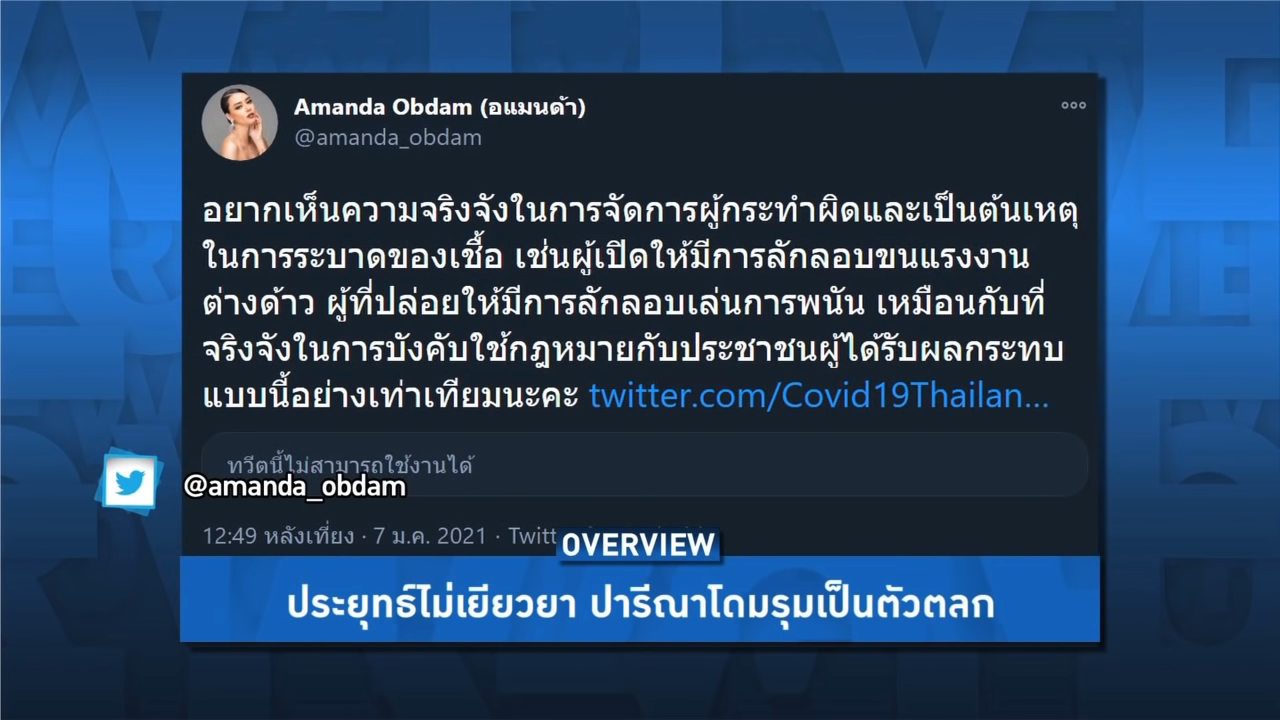 Amanda Obdam (อแมนด้า)
@amanda_obdam
อยากเห็นความจริงจังในการจัดการผู้กระทำผิดและเป็นต้นเหตุ
ในการระบาดของเชื้อ เช่นผู้เปิดให้มีการลักลอบขนแรงงาน
ต่างด้าว ผู้ที่ปล่อยให้มีการลักลอบเล่นการพนัน เหมือนกับที่
จริงจังในการบังคับใช้กฎหมายกับประชาชนผู้ได้รับผลกระทบ
แบบนี้อย่างเท่าเทียมนะคะ twitter.com/Covid19Thailan...
ทวีตนี้ไม่สามารถใช้งานได้
@amanda_obdam
12:49 หลังเที่ยง · 7 ม.ค. 2021 · Twitt
OVERVIEW
ประยุทธ์ไม่เยียวยา ปารีณาโดมรุมเป็นตัวตลก